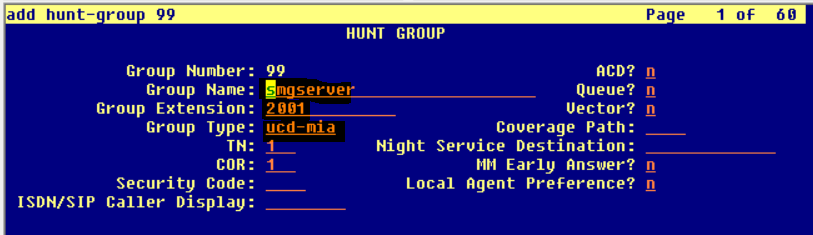 add hunt-group 99 Page 1 of 60
HUNT GROUP
Group Number: 99 ACD? n
Group Name: smgserver Queue? n
Group Extension: 2001 Vector? n
Group Type: ucd-mia Coverage Path:
TN: 1 Night Service Destination:
COR: 1 MM Early Answer? n
Security Code: Local Agent Preference? n
ISDN/SIP Caller Display: